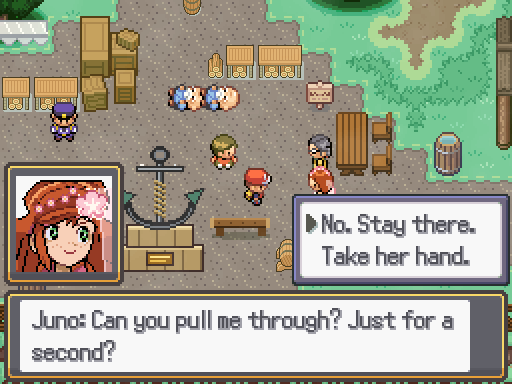 No. Stay there.
Take her hand.
Juno: Can you pull me through? Just for a
second?